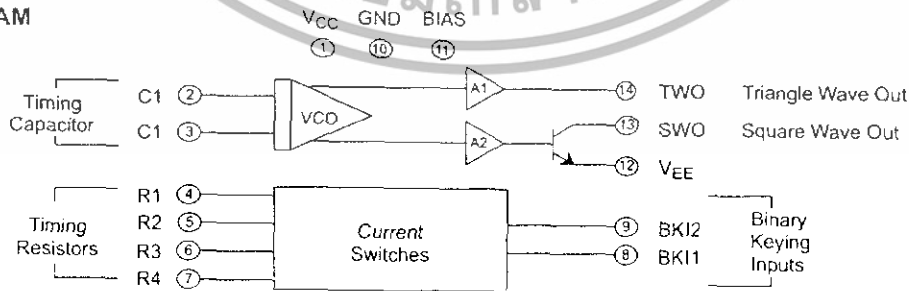 AM
VCC GND BIAS
1 10 11
Timing Capacitor
C1 2
C1 3
VCO
A1
A2
14 TWO Triangle Wave Out
13 SWO Square Wave Out
12 VEE
Timing Resistors
R1 4
R2 5
R3 6
R4 7
Current Switches
9 BKI2
8 BKI1
Binary Keying Inputs